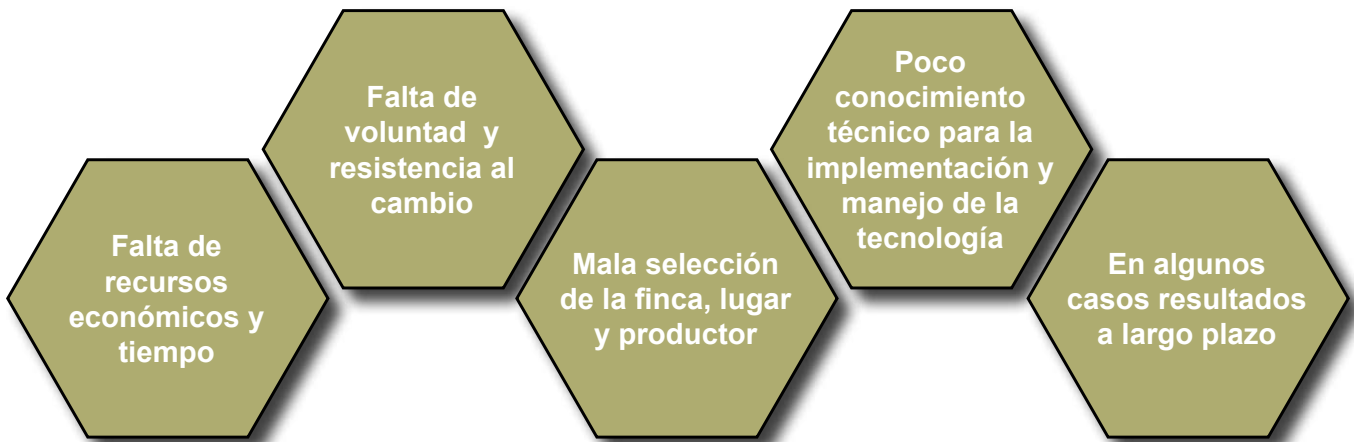 Falta de
recursos
económicos y
tiempo
Falta de
voluntad y
resistencia al
cambio
Mala selección
de la finca, lugar
y productor
Poco
conocimiento
técnico para la
implementación y
manejo de la
tecnología
En algunos
casos resultados
a largo plazo